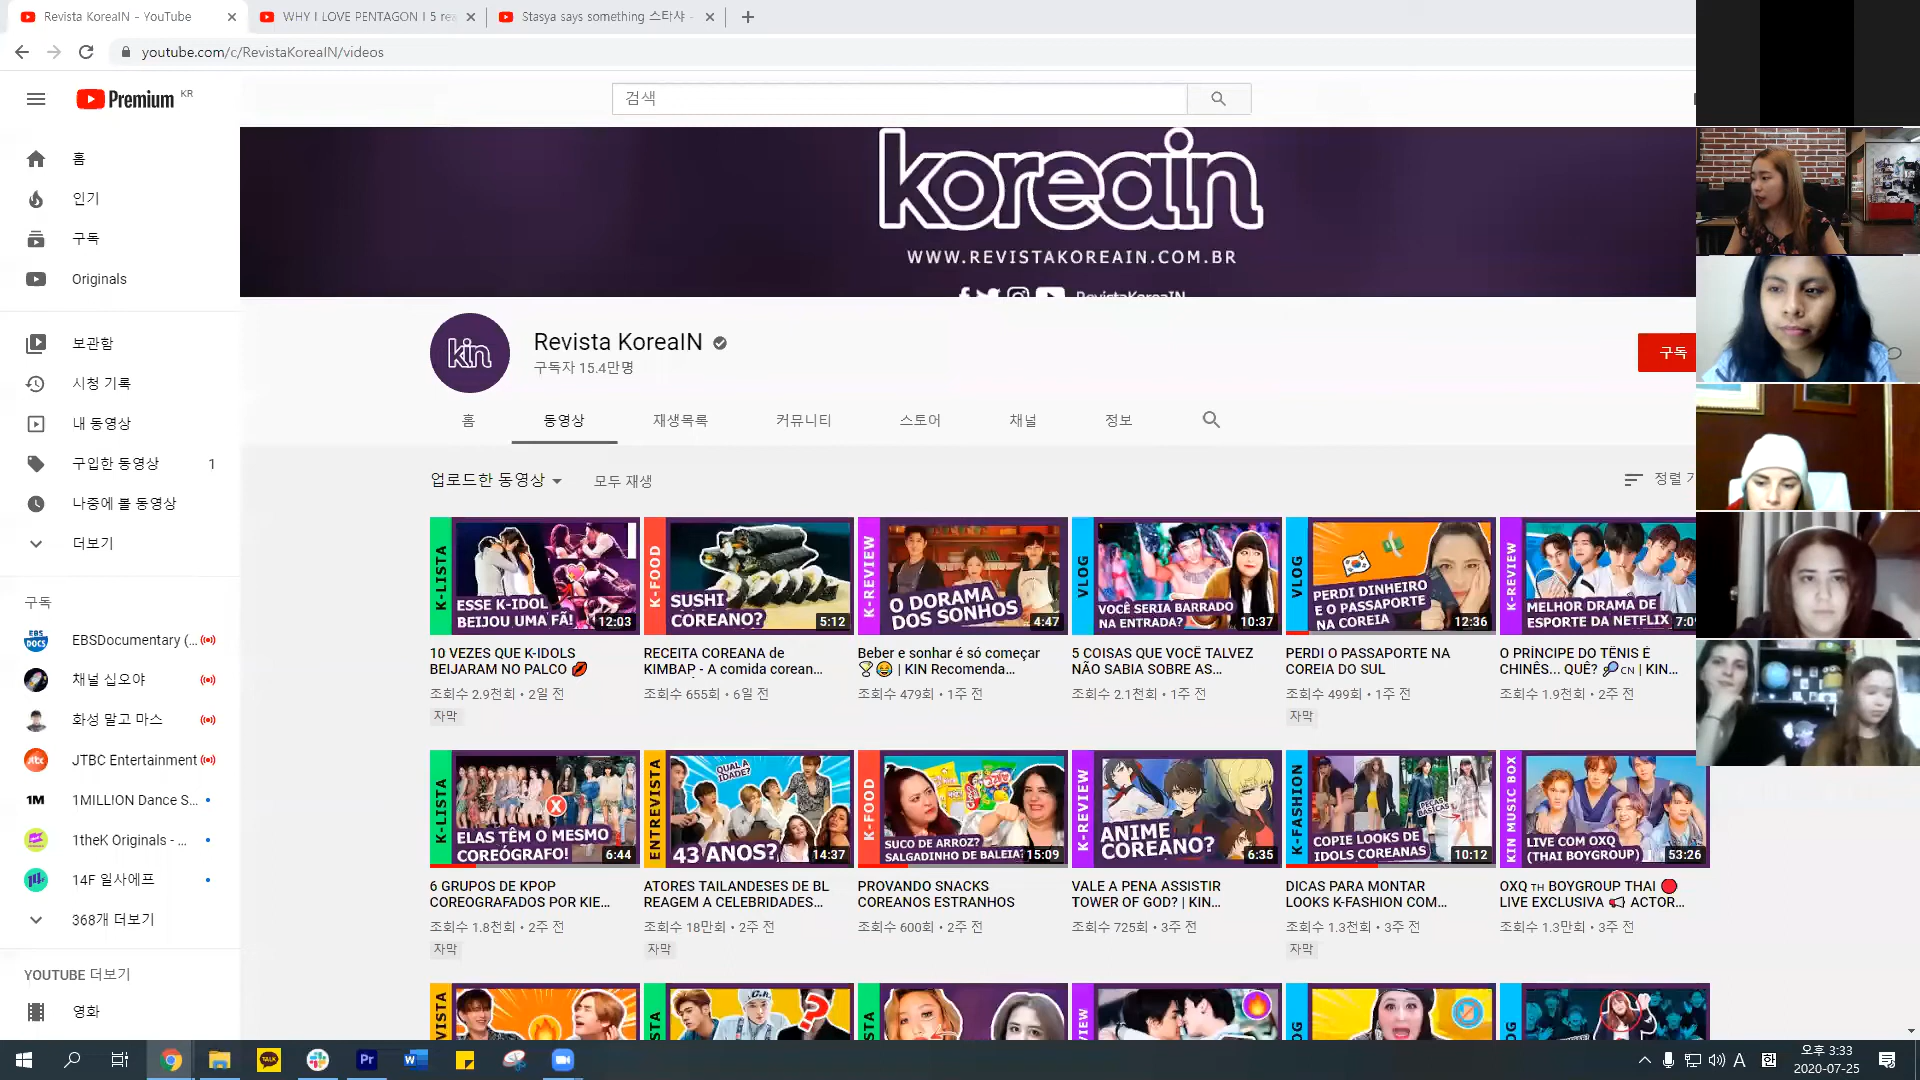 Revista KoreaIN - YouTube
WHY I LOVE PENTAGON I 5 rea
Stasya says something 스타샤 -
youtube.com/c/RevistaKoreaIN/videos
Premium KR
검색
홈
인기
구독
Originals
보관함
시청 기록
내 동영상
구입한 동영상 1
나중에 볼 동영상
더보기
구독
EBSDocumentary (...
채널 십오야
화성 말고 마스
JTBC Entertainment
1MILLION Dance S...
1theK Originals - ...
14F 일사에프
368개 더보기
YOUTUBE 더보기
영화
koreain
WWW.REVISTAKOREAIN.COM.BR
RevistaKoreaIN
kin
Revista KoreaIN
구독자 15.4만명
구독
홈 동영상 재생목록 커뮤니티 스토어 채널 정보
업로드한 동영상 모두 재생
정렬
K-LISTA
ESSE K-IDOL
BEIJOU UMA FÃ!
12:03
10 VEZES QUE K-IDOLS
BEIJARAM NO PALCO 💋
조회수 2.9천회 • 2일 전
자막
K-FOOD
SUSHI
COREANO?
5:12
RECEITA COREANA de
KIMBAP - A comida corean...
조회수 655회 • 6일 전
K-REVIEW
O DORAMA
DOS SONHOS
4:47
Beber e sonhar é só começar
🏆😂 | KIN Recomenda...
조회수 479회 • 1주 전
VLOG
VOCÊ SERIA BARRADO
NA ENTRADA?
10:37
5 COISAS QUE VOCÊ TALVEZ
NÃO SABIA SOBRE AS...
조회수 2.1천회 • 1주 전
VLOG
PERDI DINHEIRO
E O PASSAPORTE
NA COREIA
12:36
PERDI O PASSAPORTE NA
COREIA DO SUL
조회수 499회 • 1주 전
자막
K-REVIEW
MELHOR DRAMA DE
ESPORTE DA NETFLIX
O PRÍNCIPE DO TÊNIS É
CHINÊS... QUÊ? 🎾 CN | KIN...
조회수 1.9천회 • 2주 전
K-LISTA
ELAS TÊM O MESMO
COREÓGRAFO!
6:44
6 GRUPOS DE KPOP
COREOGRAFADOS POR KIE...
조회수 1.8천회 • 2주 전
자막
ENTREVISTA
QUAL A
IDADE?
43 ANOS?
14:37
ATORES TAILANDESES DE BL
REAGEM A CELEBRIDADES...
조회수 18만회 • 2주 전
자막
K-FOOD
SUCO DE ARROZ?
SALGADINHO DE BALEIA?
15:09
PROVANDO SNACKS
COREANOS ESTRANHOS
조회수 600회 • 2주 전
K-REVIEW
ANIME
COREANO?
6:35
VALE A PENA ASSISTIR
TOWER OF GOD? | KIN...
조회수 725회 • 3주 전
K-FASHION
PEÇAS
BÁSICAS
COPIE LOOKS DE
IDOLS COREANAS
10:12
DICAS PARA MONTAR
LOOKS K-FASHION COM...
조회수 1.3천회 • 3주 전
자막
KIN MUSIC BOX
LIVE COM OXQ
(THAI BOYGROUP)
53:26
OXQ TH BOYGROUP THAI 🔴
LIVE EXCLUSIVA 📢 ACTOR...
조회수 1.3만회 • 3주 전
오후 3:33
2020-07-25